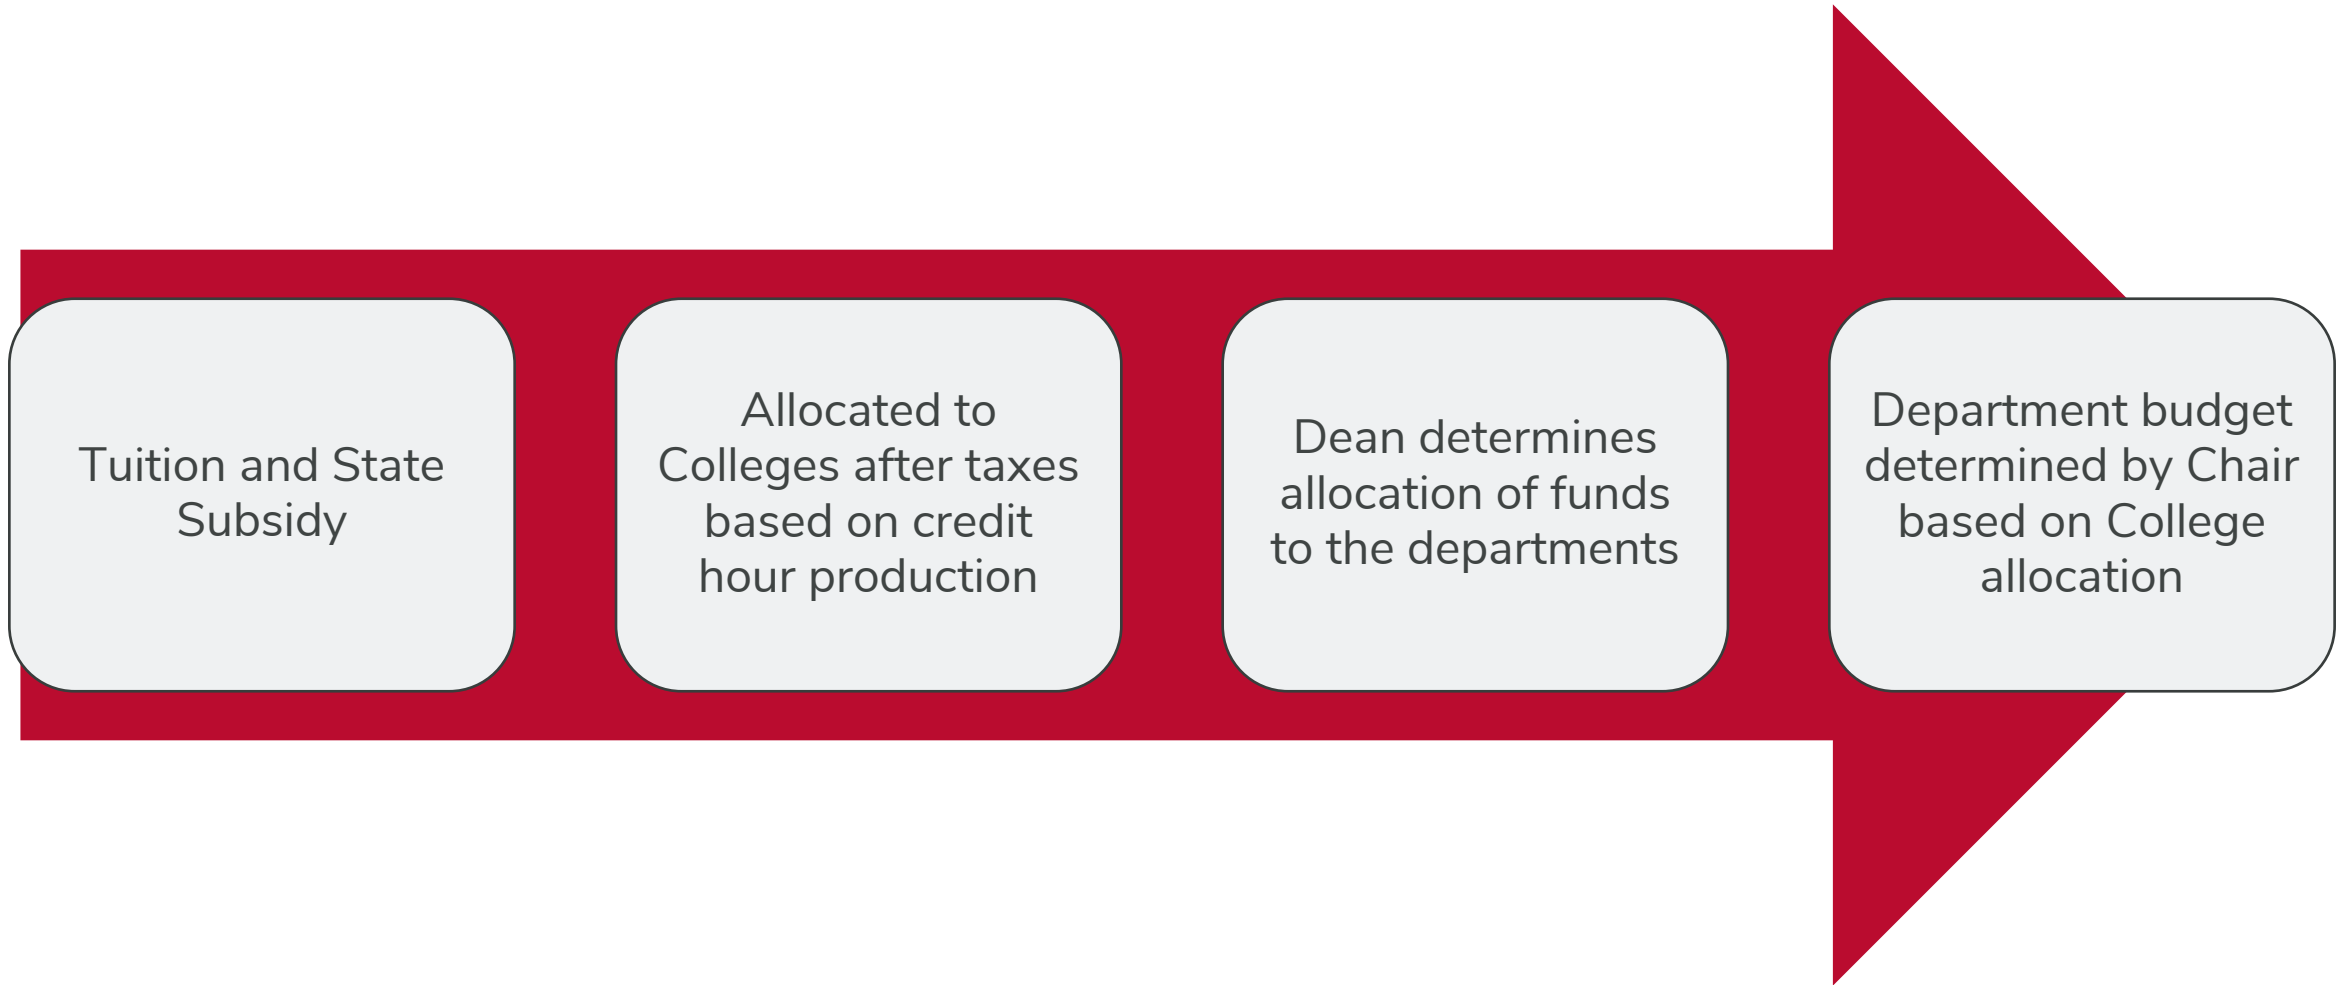 Tuition and State
Subsidy
Allocated to
Colleges after taxes
based on credit
hour production
Dean determines
allocation of funds
to the departments
Department budget
determined by Chair
based on College
allocation